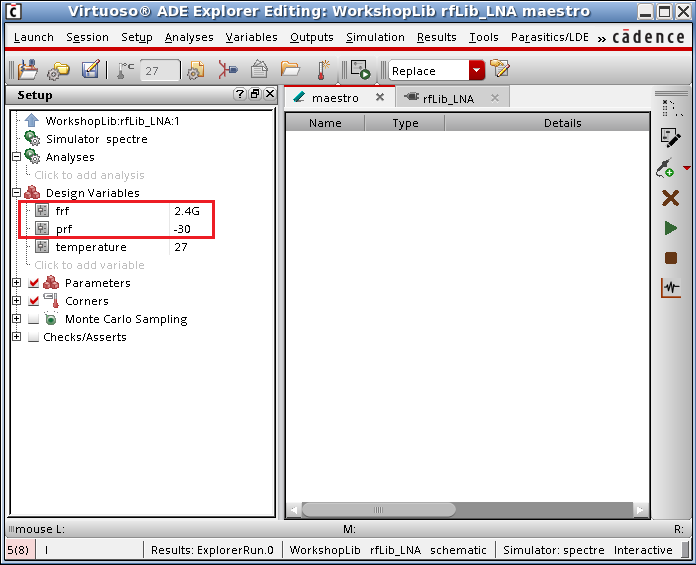 Virtuoso® ADE Explorer Editing: WorkshopLib rfLib_LNA maestro
Launch Session Setup Analyses Variables Outputs Simulation Results Tools Parasitics/LDE » cādence
°C 27 Replace
Setup ?
maestro rfLib_LNA
Name Type Details
WorkshopLib:rfLib_LNA:1
Simulator spectre
Analyses
Click to add analysis
Design Variables
frf 2.4G
prf -30
temperature 27
Click to add variable
Parameters
Corners
Monte Carlo Sampling
Checks/Asserts
mouse L: M: R:
5(8) Results: ExplorerRun.0 WorkshopLib rfLib_LNA schematic Simulator: spectre Interactive